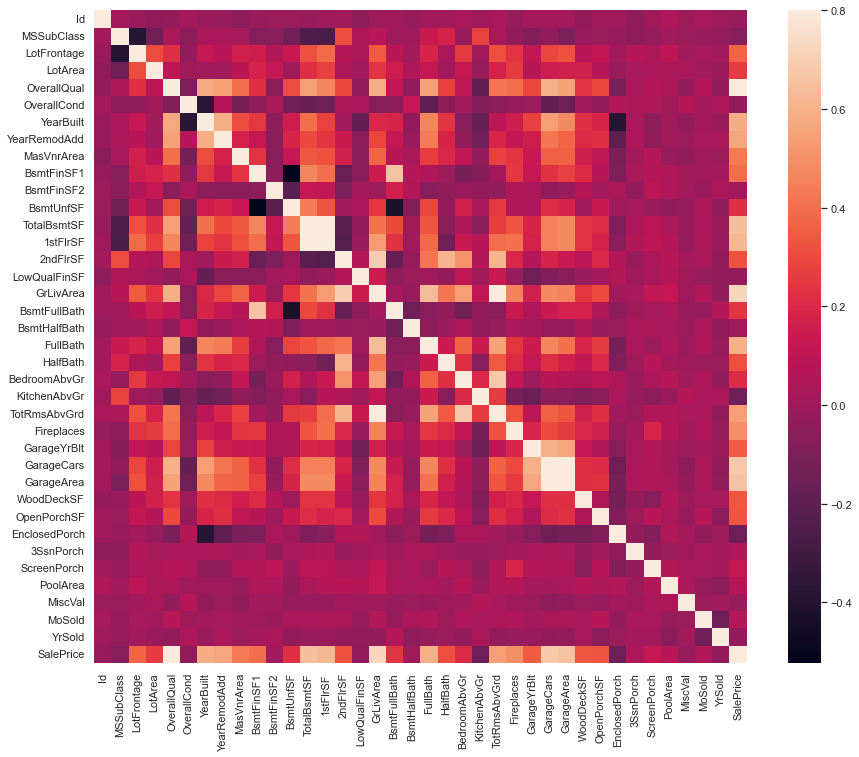 Id
MSSubClass
LotFrontage
LotArea
OverallQual
OverallCond
YearBuilt
YearRemodAdd
MasVnrArea
BsmtFinSF1
BsmtFinSF2
BsmtUnfSF
TotalBsmtSF
1stFlrSF
2ndFlrSF
LowQualFinSF
GrLivArea
BsmtFullBath
BsmtHalfBath
FullBath
HalfBath
BedroomAbvGr
KitchenAbvGr
TotRmsAbvGrd
Fireplaces
GarageYrBlt
GarageCars
GarageArea
WoodDeckSF
OpenPorchSF
EnclosedPorch
3SsnPorch
ScreenPorch
PoolArea
MiscVal
MoSold
YrSold
SalePrice
Id
MSSubClass
LotFrontage
LotArea
OverallQual
OverallCond
YearBuilt
YearRemodAdd
MasVnrArea
BsmtFinSF1
BsmtFinSF2
BsmtUnfSF
TotalBsmtSF
1stFlrSF
2ndFlrSF
LowQualFinSF
GrLivArea
BsmtFullBath
BsmtHalfBath
FullBath
HalfBath
BedroomAbvGr
KitchenAbvGr
TotRmsAbvGrd
Fireplaces
GarageYrBlt
GarageCars
GarageArea
WoodDeckSF
OpenPorchSF
EnclosedPorch
3SsnPorch
ScreenPorch
PoolArea
MiscVal
MoSold
YrSold
SalePrice
0.8
0.6
0.4
0.2
0.0
−0.2
−0.4